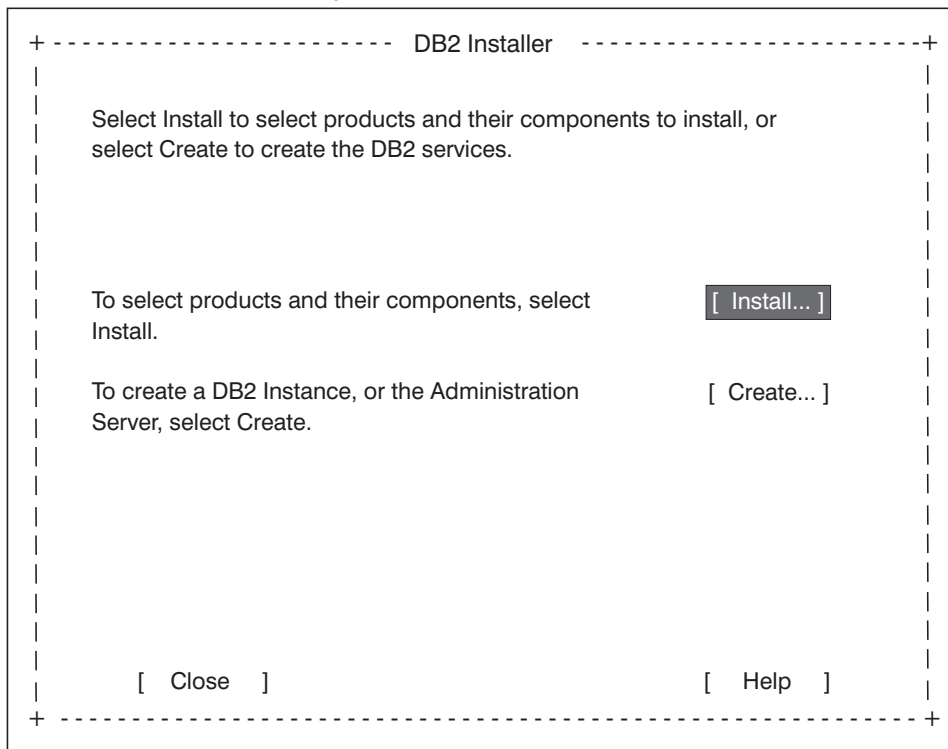 DB2 Installer
Select Install to select products and their components to install, or
select Create to create the DB2 services.
To select products and their components, select [ Install... ]
Install.
To create a DB2 Instance, or the Administration [ Create... ]
Server, select Create.
[ Close ] [ Help ]